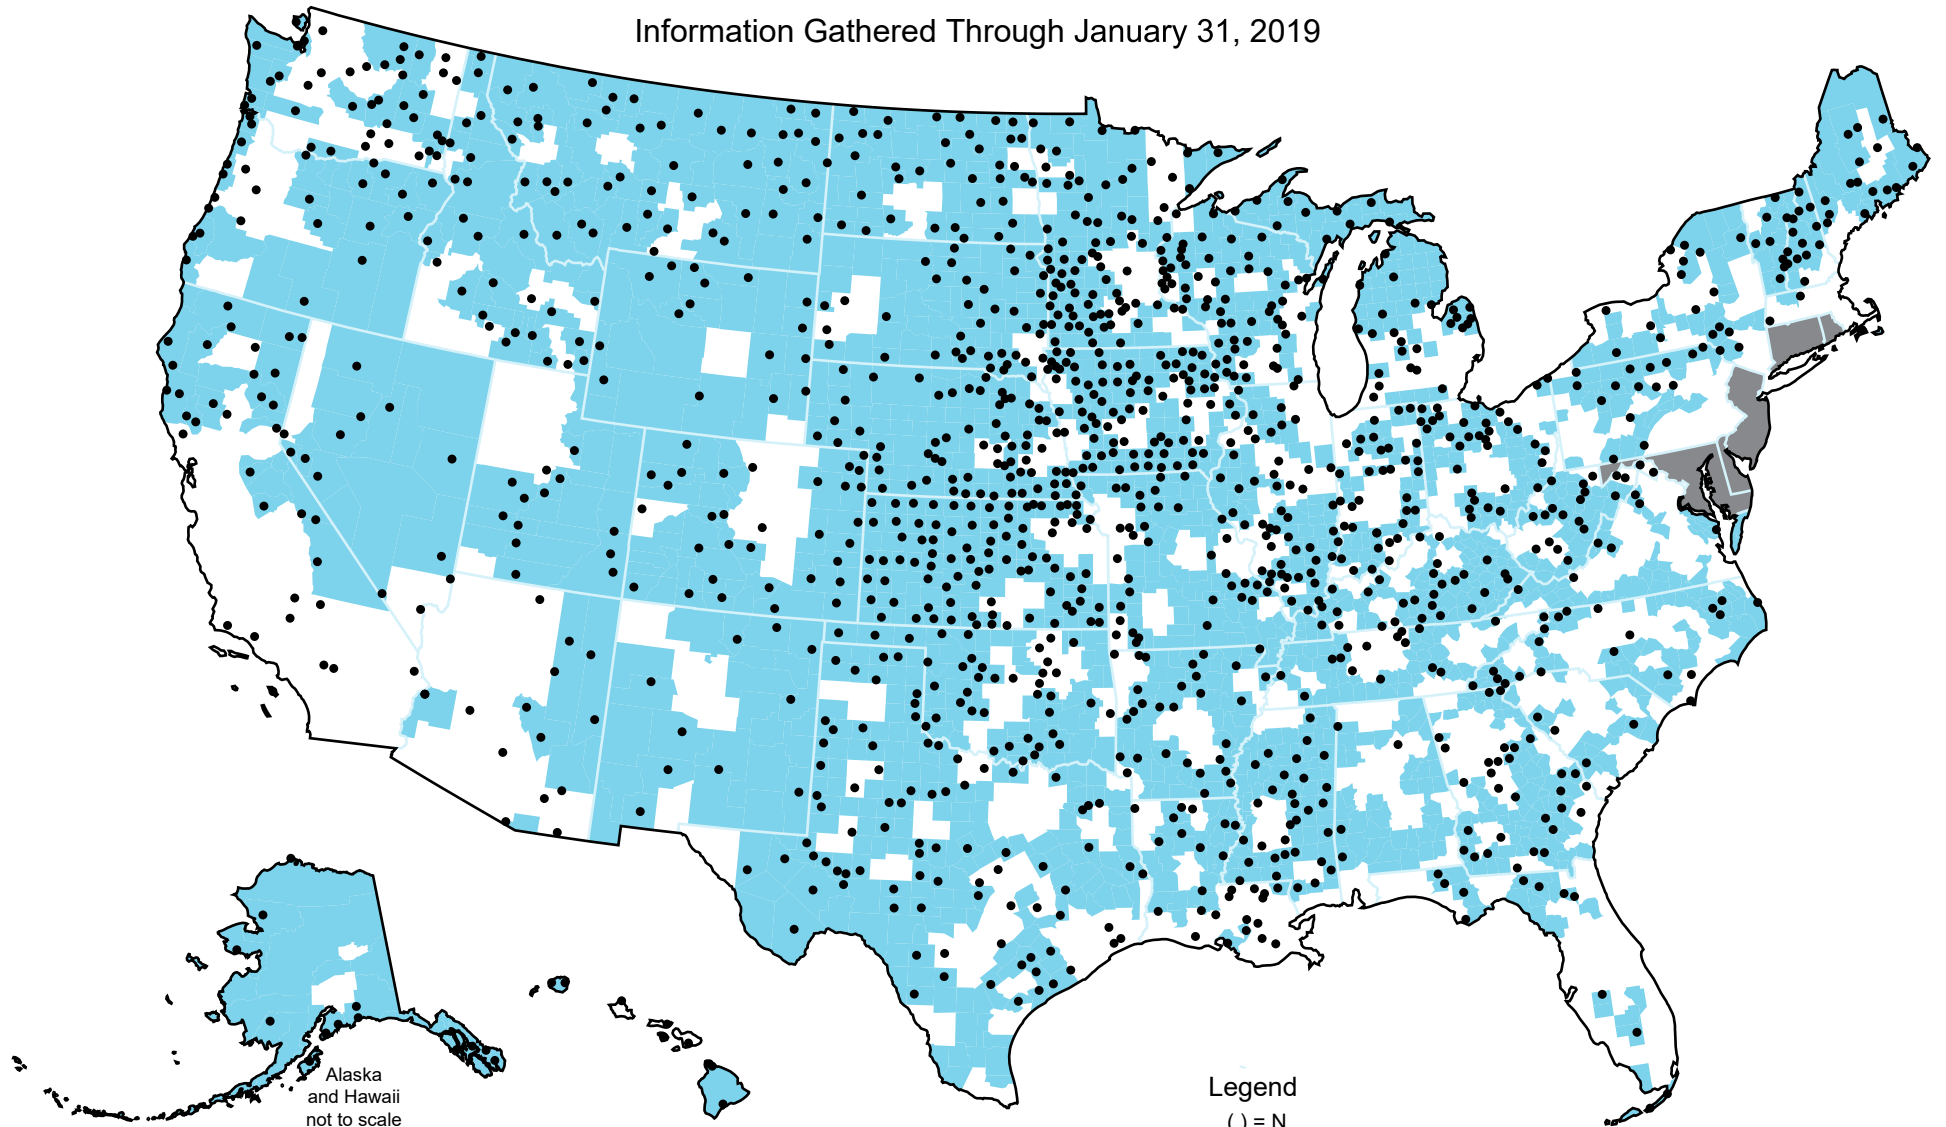 Information Gathered Through January 31, 2019
Alaska
and Hawaii
not to scale
Legend
( ) = N